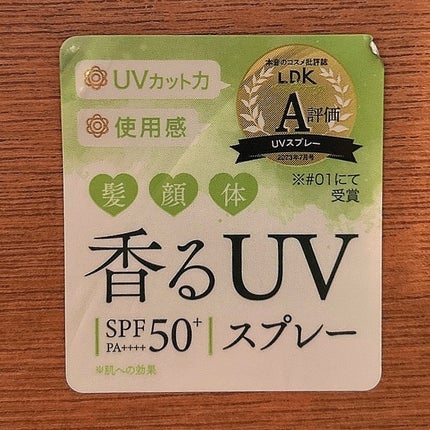 UVカット力
使用感
本音のコスメ批評誌
LDK
A評価
UVスプレー
2023年7月号
※#01にて
受賞
髪 顔 体
香るUV
SPF
PA++++
50+
スプレー
※肌への効果